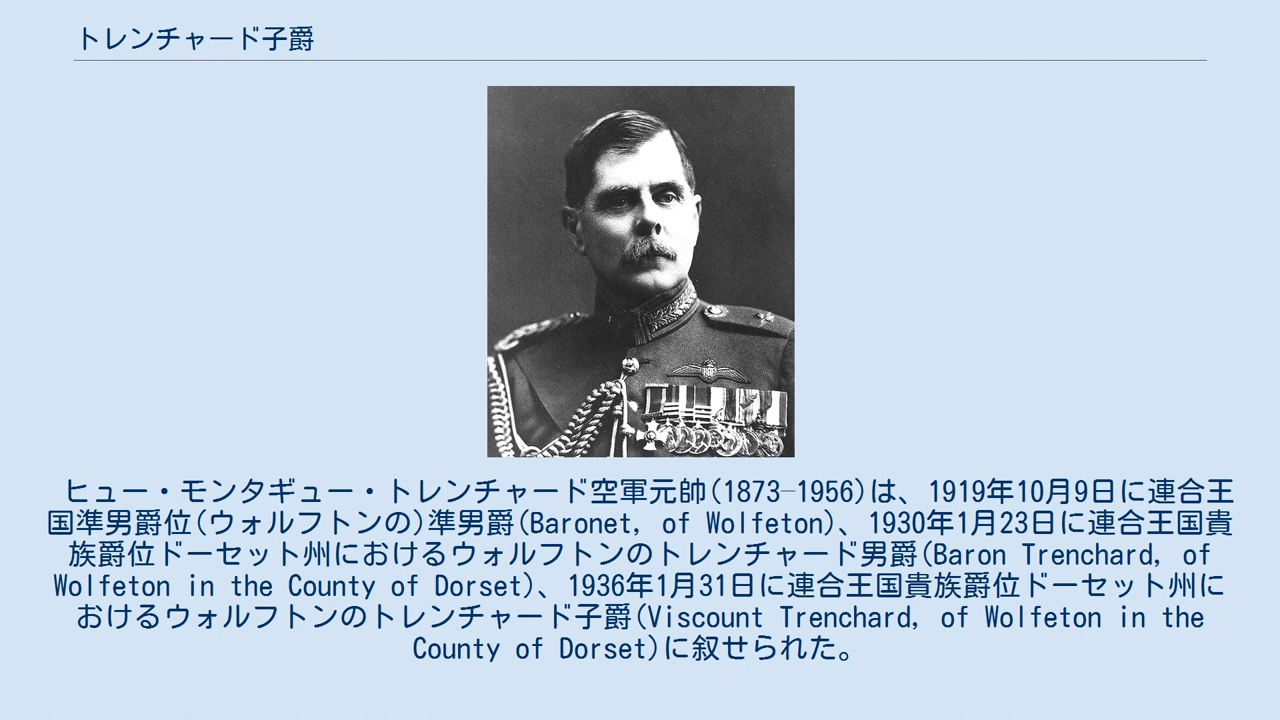 トレンチャード子爵
ヒュー・モンタギュー・トレンチャード空軍元帥(1873–1956)は、1919年10月9日に連合王
国準男爵位(ウォルフトンの)準男爵(Baronet, of Wolfeton)、1930年1月23日に連合王国貴
族爵位ドーセット州におけるウォルフトンのトレンチャード男爵(Baron Trenchard, of
Wolfeton in the County of Dorset)、1936年1月31日に連合王国貴族爵位ドーセット州に
おけるウォルフトンのトレンチャード子爵(Viscount Trenchard, of Wolfeton in the
County of Dorset)に叙せられた。